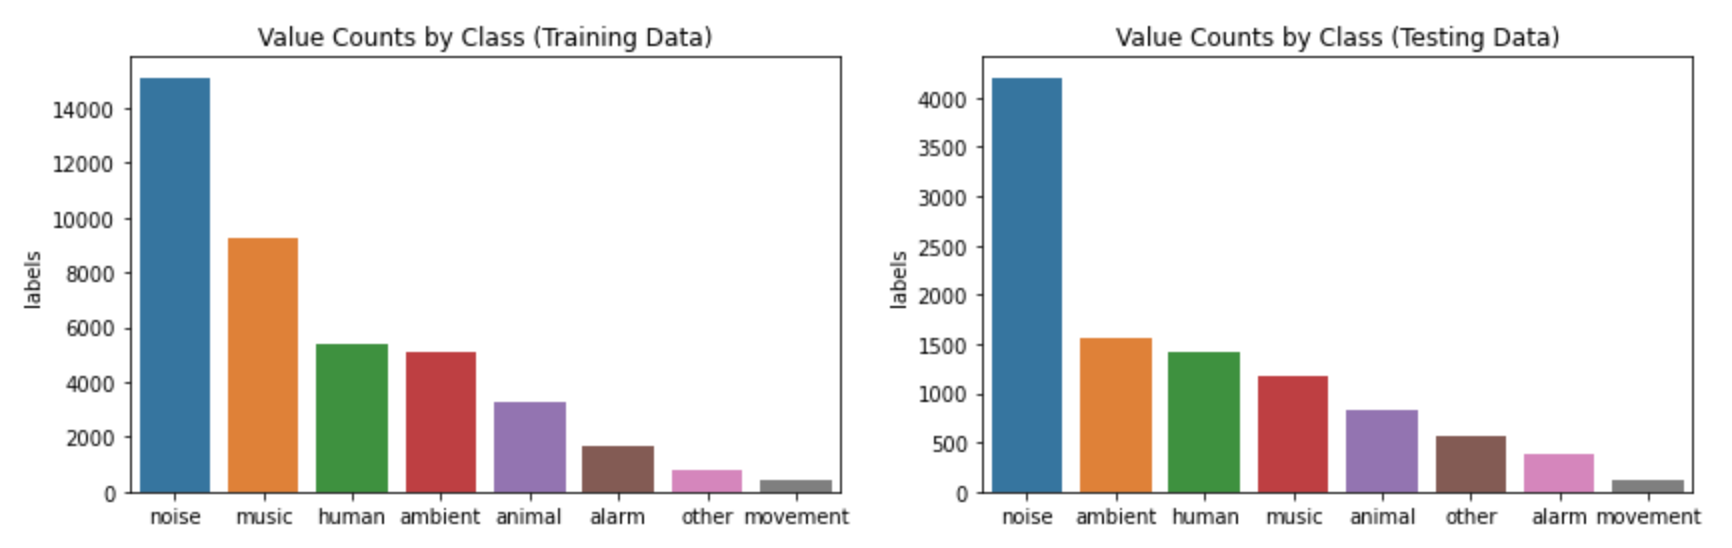 Value Counts by Class (Training Data)
labels
14000
12000
10000
8000
6000
4000
2000
0
noise music human ambient animal alarm other movement
Value Counts by Class (Testing Data)
labels
4000
3500
3000
2500
2000
1500
1000
500
0
noise ambient human music animal other alarm movement